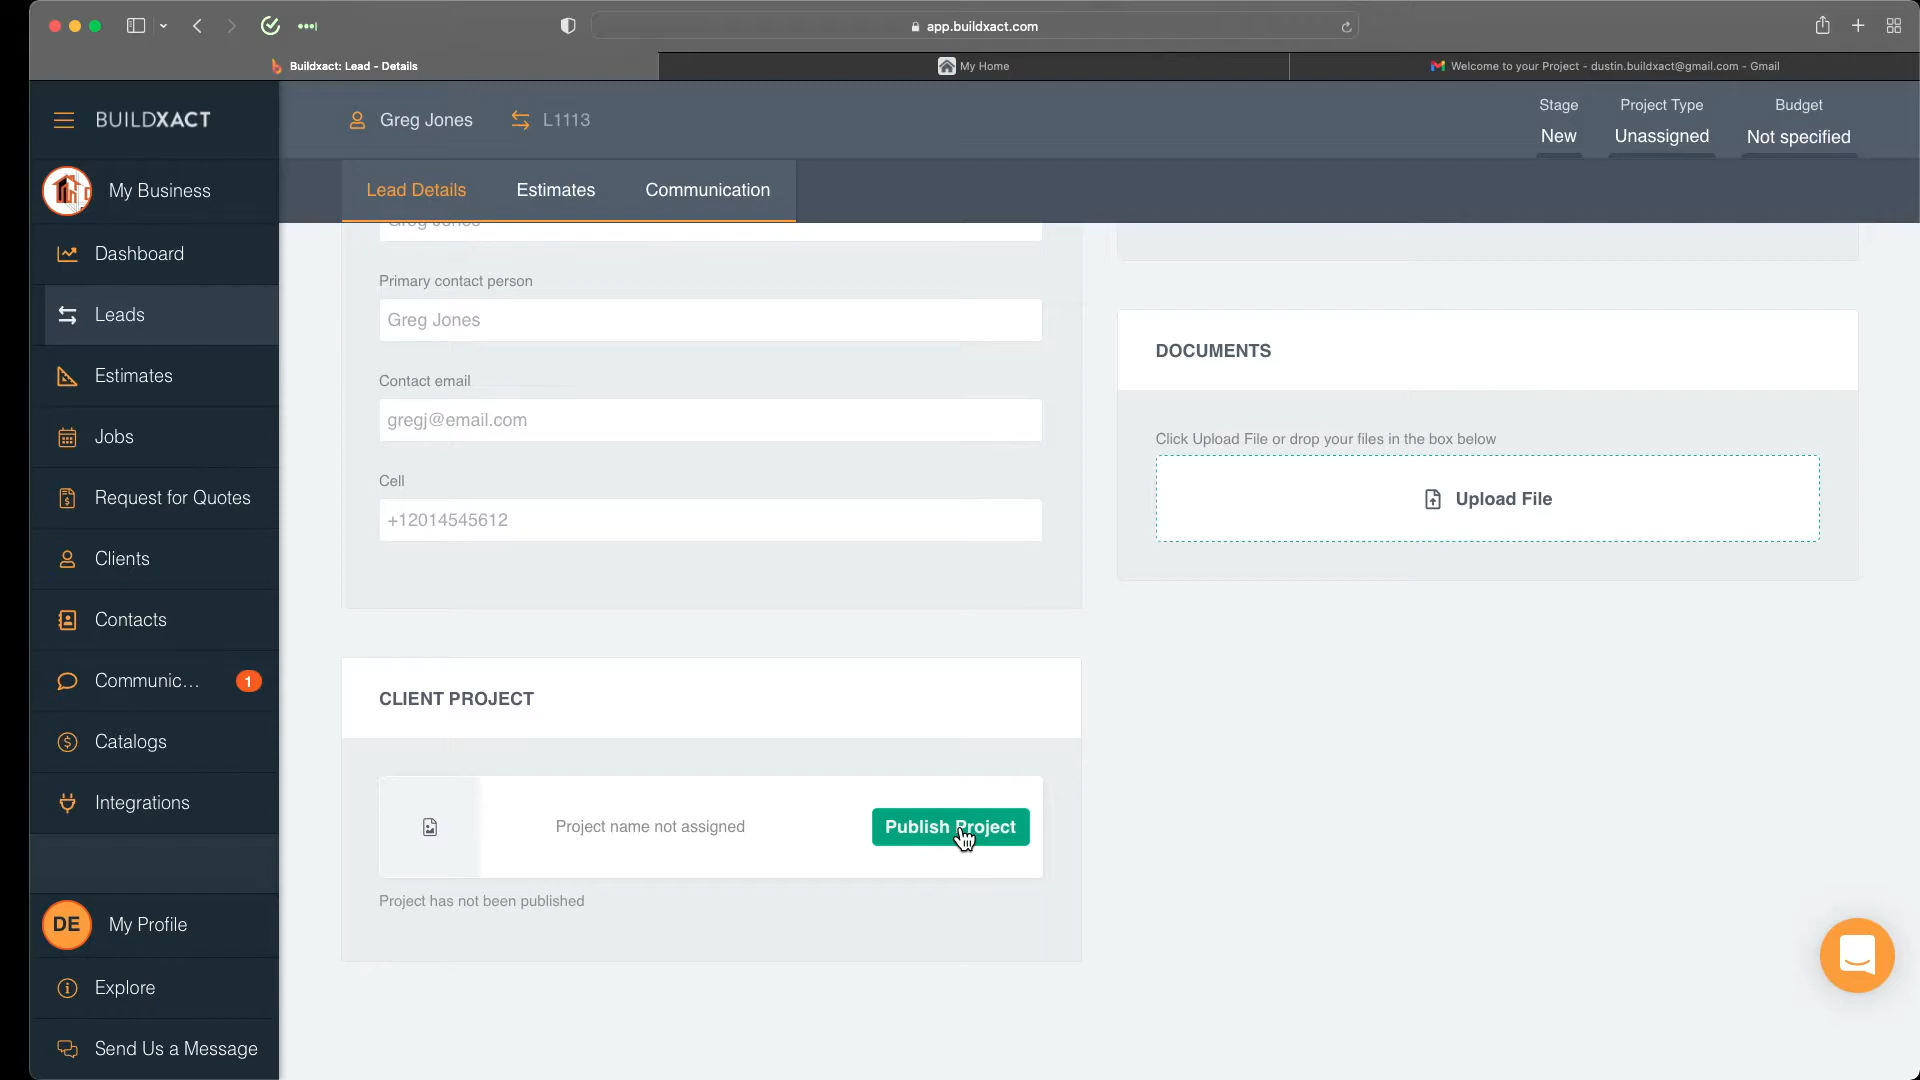 app.buildxact.com
Buildxact: Lead - Details
My Home
Welcome to your Project - dustin.buildxact@gmail.com - Gmail
BUILDXACT
Greg Jones
L1113
Stage
New
Project Type
Unassigned
Budget
Not specified
Lead Details
Estimates
Communication
My Business
Dashboard
Leads
Estimates
Jobs
Request for Quotes
Clients
Contacts
Communic...
1
Catalogs
Integrations
DE
My Profile
Explore
Send Us a Message
Greg Jones
Primary contact person
Greg Jones
Contact email
gregj@email.com
Cell
+12014545612
CLIENT PROJECT
Project name not assigned
Publish Project
Project has not been published
DOCUMENTS
Click Upload File or drop your files in the box below
Upload File